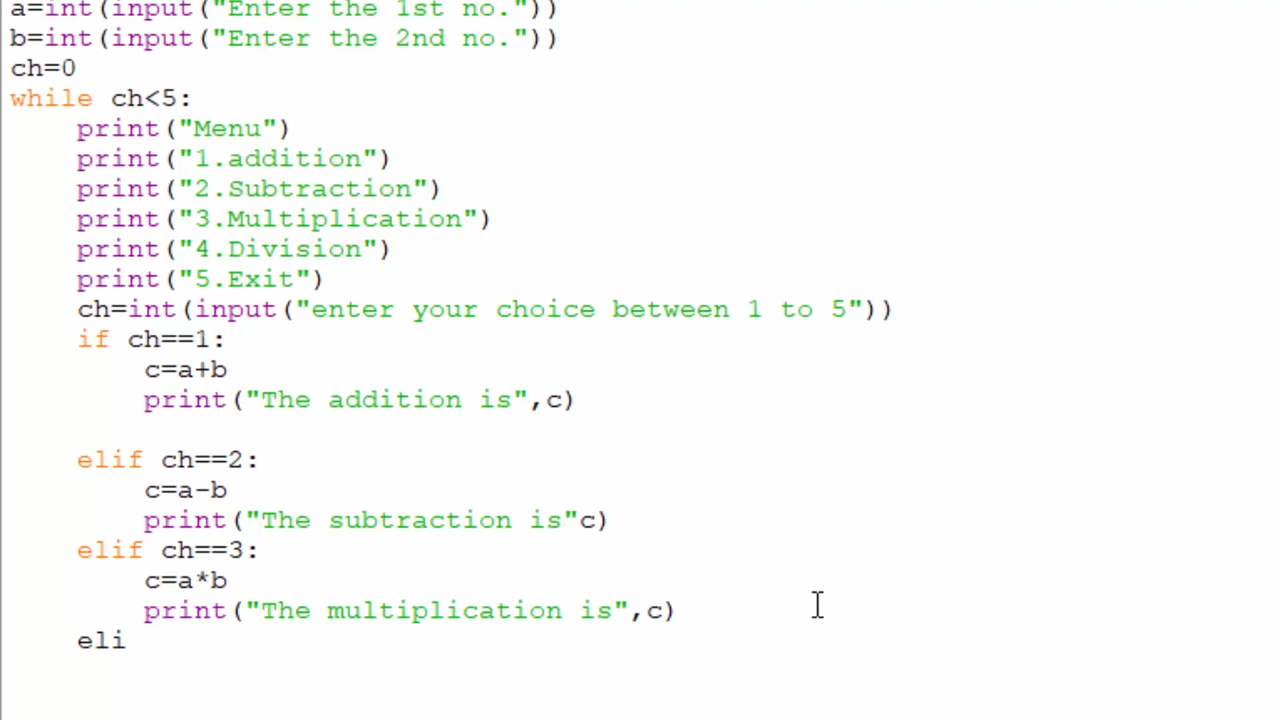 a=int(input("Enter the 1st no."))
b=int(input("Enter the 2nd no."))
ch=0
while ch<5:
    print("Menu")
    print("1.addition")
    print("2.Subtraction")
    print("3.Multiplication")
    print("4.Division")
    print("5.Exit")
    ch=int(input("enter your choice between 1 to 5"))
    if ch==1:
        c=a+b
        print("The addition is",c)
    elif ch==2:
        c=a-b
        print("The subtraction is"c)
    elif ch==3:
        c=a*b
        print("The multiplication is",c)
    eli